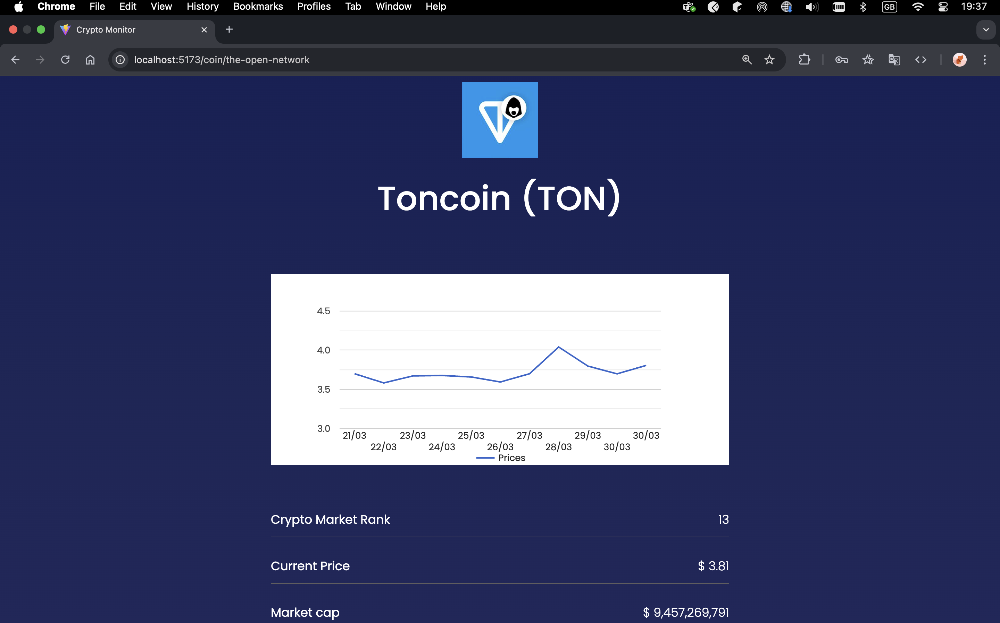 Chrome File Edit View History Bookmarks Profiles Tab Window Help GB 19:37
Crypto Monitor
localhost:5173/coin/the-open-network
Toncoin (TON)
4.5
4.0
3.5
3.0
21/03 23/03 25/03 27/03 29/03 30/03
22/03 24/03 26/03 28/03 30/03
Prices
Crypto Market Rank 13
Current Price $ 3.81
Market cap $ 9,457,269,791